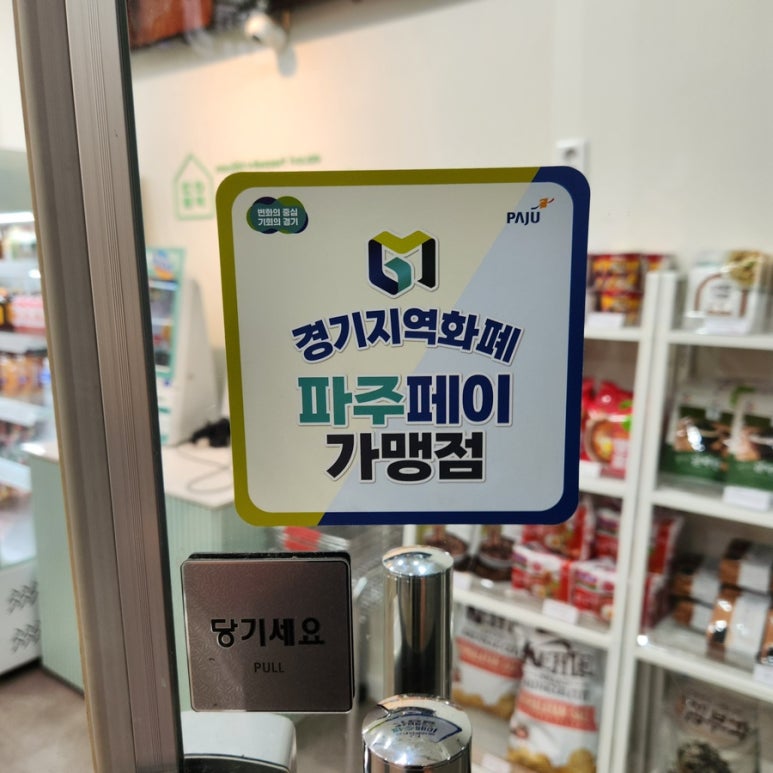 변화의 중심
기회의 경기
PAJU
경기지역화폐
파주페이
가맹점
당기세요
PULL